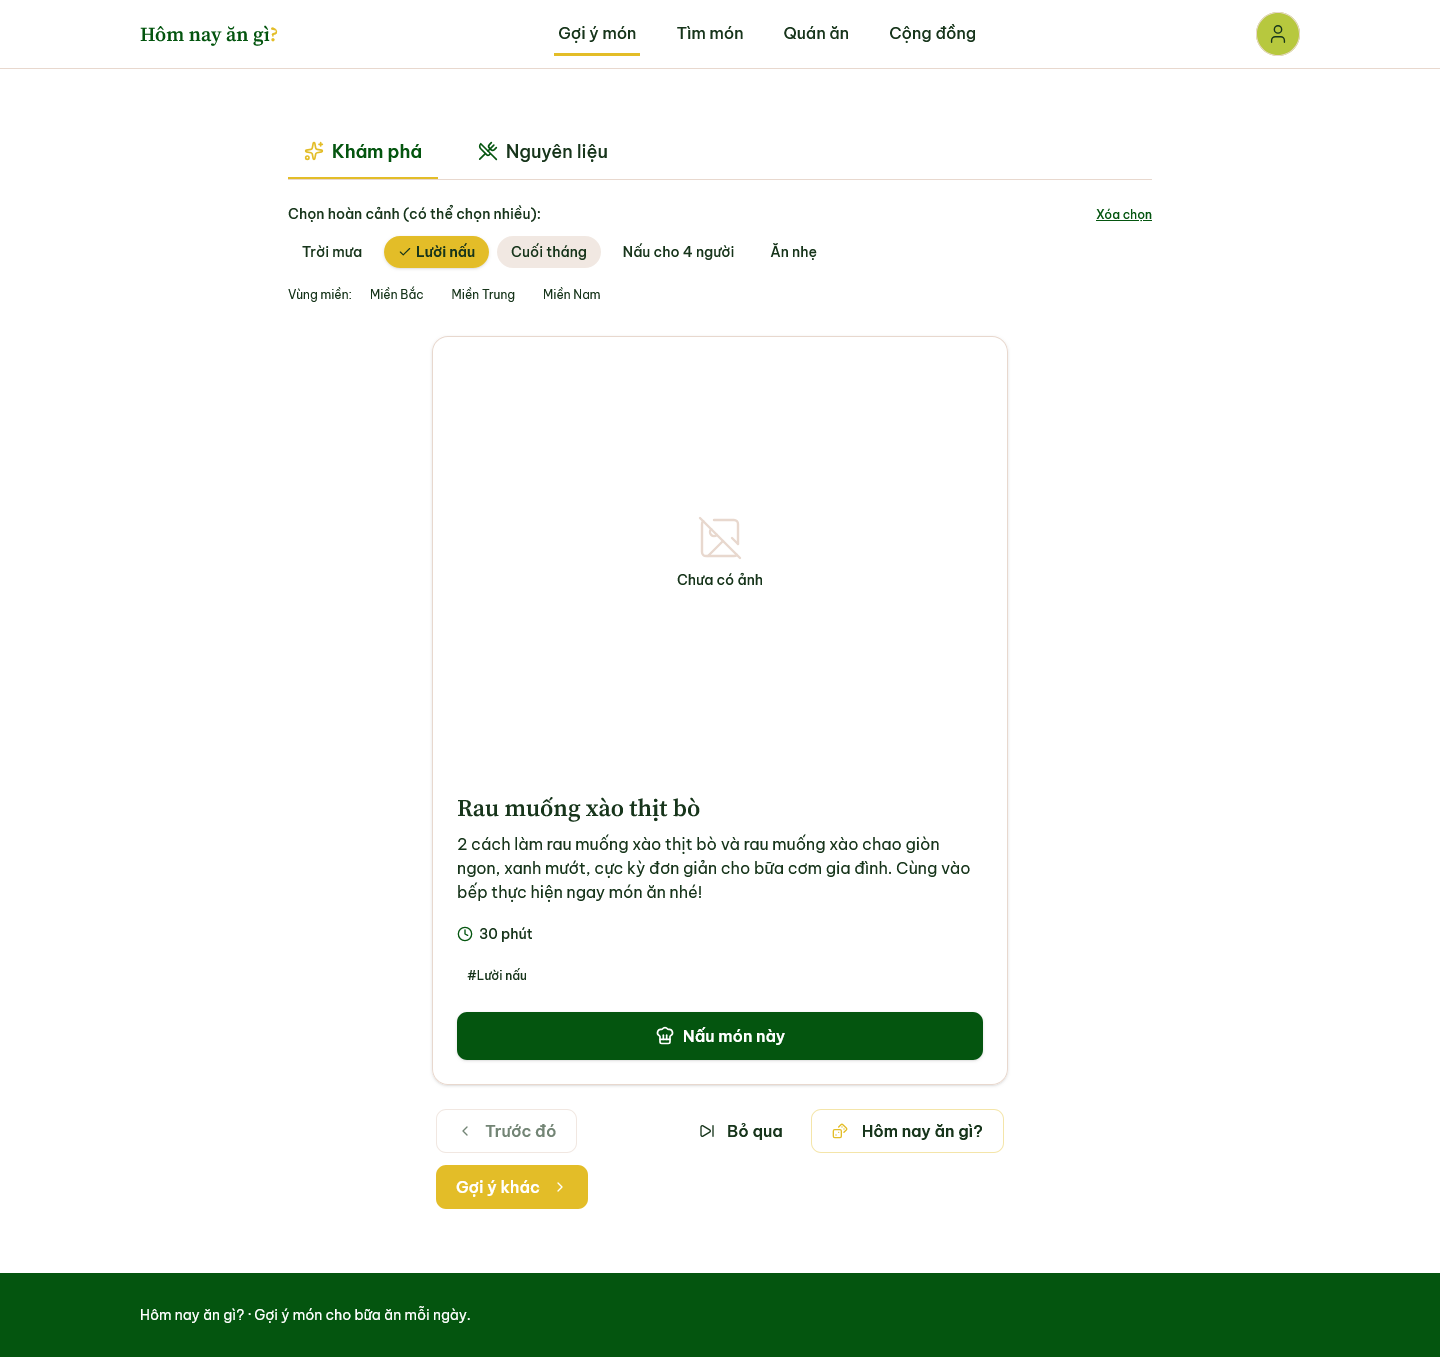 Hôm nay ăn gì?
Gợi ý món
Tìm món
Quán ăn
Cộng đồng
Khám phá
Nguyên liệu
Chọn hoàn cảnh (có thể chọn nhiều):
Xóa chọn
Trời mưa
Lười nấu
Cuối tháng
Nấu cho 4 người
Ăn nhẹ
Vùng miền:
Miền Bắc
Miền Trung
Miền Nam
Chưa có ảnh
Rau muống xào thịt bò
2 cách làm rau muống xào thịt bò và rau muống xào chao giòn
ngon, xanh mướt, cực kỳ đơn giản cho bữa cơm gia đình. Cùng vào
bếp thực hiện ngay món ăn nhé!
30 phút
#Lười nấu
Nấu món này
Trước đó
Bỏ qua
Hôm nay ăn gì?
Gợi ý khác
Hôm nay ăn gì? · Gợi ý món cho bữa ăn mỗi ngày.